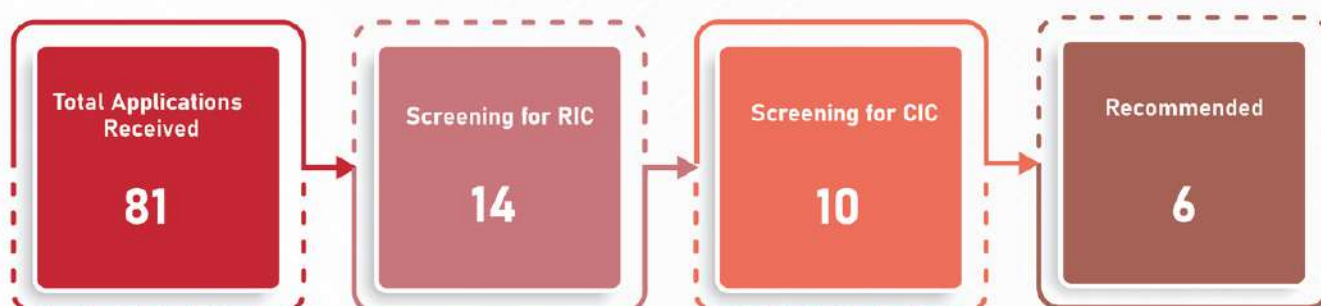 Total Applications
Received
81
Screening for RIC
14
Screening for CIC
10
Recommended
6